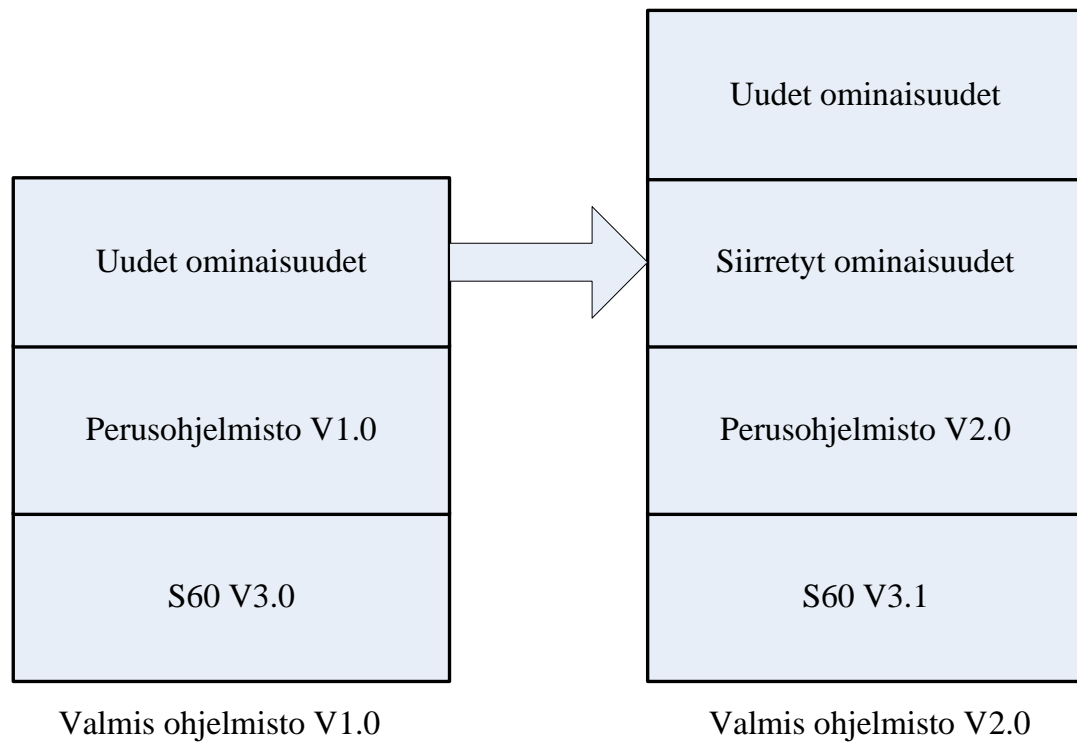 Uudet ominaisuudet
Perusohjelmisto V1.0
S60 V3.0
Valmis ohjelmisto V1.0
Uudet ominaisuudet
Siirretyt ominaisuudet
Perusohjelmisto V2.0
S60 V3.1
Valmis ohjelmisto V2.0